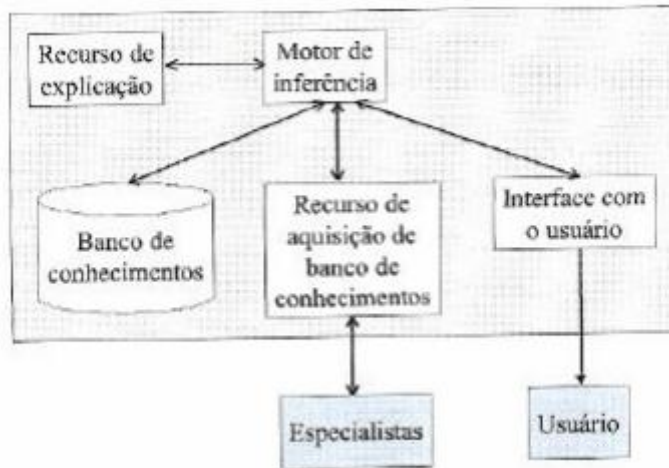 Recurso de
explicação
Motor de
inferência
Banco de
conhecimentos
Recurso de
aquisição de
banco de
conhecimentos
Interface com
o usuário
Especialistas
Usuário